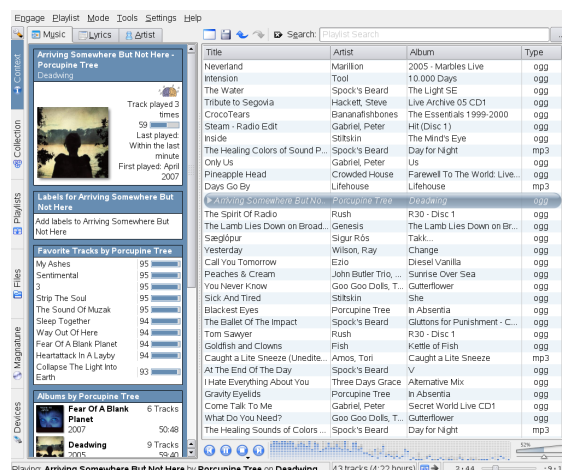 Engage Playlist Mode Tools Settings Help
Music Lyrics Artist
Search: Playlist Search
Context
Collection
Playlists
Files
Magnatune
Devices
Arriving Somewhere But Not Here -
Porcupine Tree
Deadwing
Track played 3
times
59
Last played:
Within the last
minute
First played: April
2007
Labels for Arriving Somewhere But
Not Here
Add labels to Arriving Somewhere But
Not Here
Favorite Tracks by Porcupine Tree
My Ashes 95
Sentimental 95
3 95
Strip The Soul 95
The Sound Of Muzak 95
Sleep Together 94
Way Out Of Here 94
Fear Of A Blank Planet 94
Heartattack In A Layby 94
Collapse The Light Into
Earth 93
Albums by Porcupine Tree
Fear Of A Blank 6 Tracks
Planet
2007 50:48
Deadwing 9 Tracks
2005 59:40
Title Artist Album Type
Neverland Marillion 2005 - Marbles Live ogg
Intension Tool 10.000 Days ogg
The Water Spock's Beard The Light SE ogg
Tribute to Segovia Hackett, Steve Live Archive 05 CD1 ogg
CrocoTears Bananafishbones The Essentials 1999-2000 ogg
Steam - Radio Edit Gabriel, Peter Hit (Disc 1) ogg
Inside Stiltskin The Mind's Eye ogg
The Healing Colors of Sound P... Spock's Beard Day for Night mp3
Only Us Gabriel, Peter Us ogg
Pineapple Head Crowded House Farewell To The World: Live... ogg
Days Go By Lifehouse Lifehouse mp3
Arriving Somewhere But No... Porcupine Tree Deadwing ogg
The Spirit Of Radio Rush R30 - Disc 1 ogg
The Lamb Lies Down on Broad... Genesis The Lamb Lies Down on Br... ogg
Sæglópur Sigur Rós Takk... ogg
Yesterday Wilson, Ray Change ogg
Call You Tomorrow Ezio Diesel Vanilla ogg
Peaches & Cream John Butler Trio, ... Sunrise Over Sea ogg
You Never Know Goo Goo Dolls, T... Gutterflower ogg
Sick And Tired Stiltskin She ogg
Blackest Eyes Porcupine Tree In Absentia ogg
The Ballet Of The Impact Spock's Beard Gluttons for Punishment - C... ogg
Tom Sawyer Rush R30 - Disc 1 ogg
Goldfish and Clowns Fish Kettle of Fish ogg
Caught a Lite Sneeze (Unedite... Amos, Tori Caught a Lite Sneeze mp3
At The End Of The Day Spock's Beard V ogg
I Hate Everything About You Three Days Grace Alternative Mix ogg
Gravity Eyelids Porcupine Tree In Absentia ogg
Come Talk To Me Gabriel, Peter Secret World Live CD1 ogg
What Do You Need? Goo Goo Dolls, T... Gutterflower ogg
The Healing Sounds of Colors ... Spock's Beard Day for Night mp3
52%
Playing: Arriving Somewhere But Not Here by Porcupine Tree on Deadwing 43 tracks (4:22 hours) 2:44